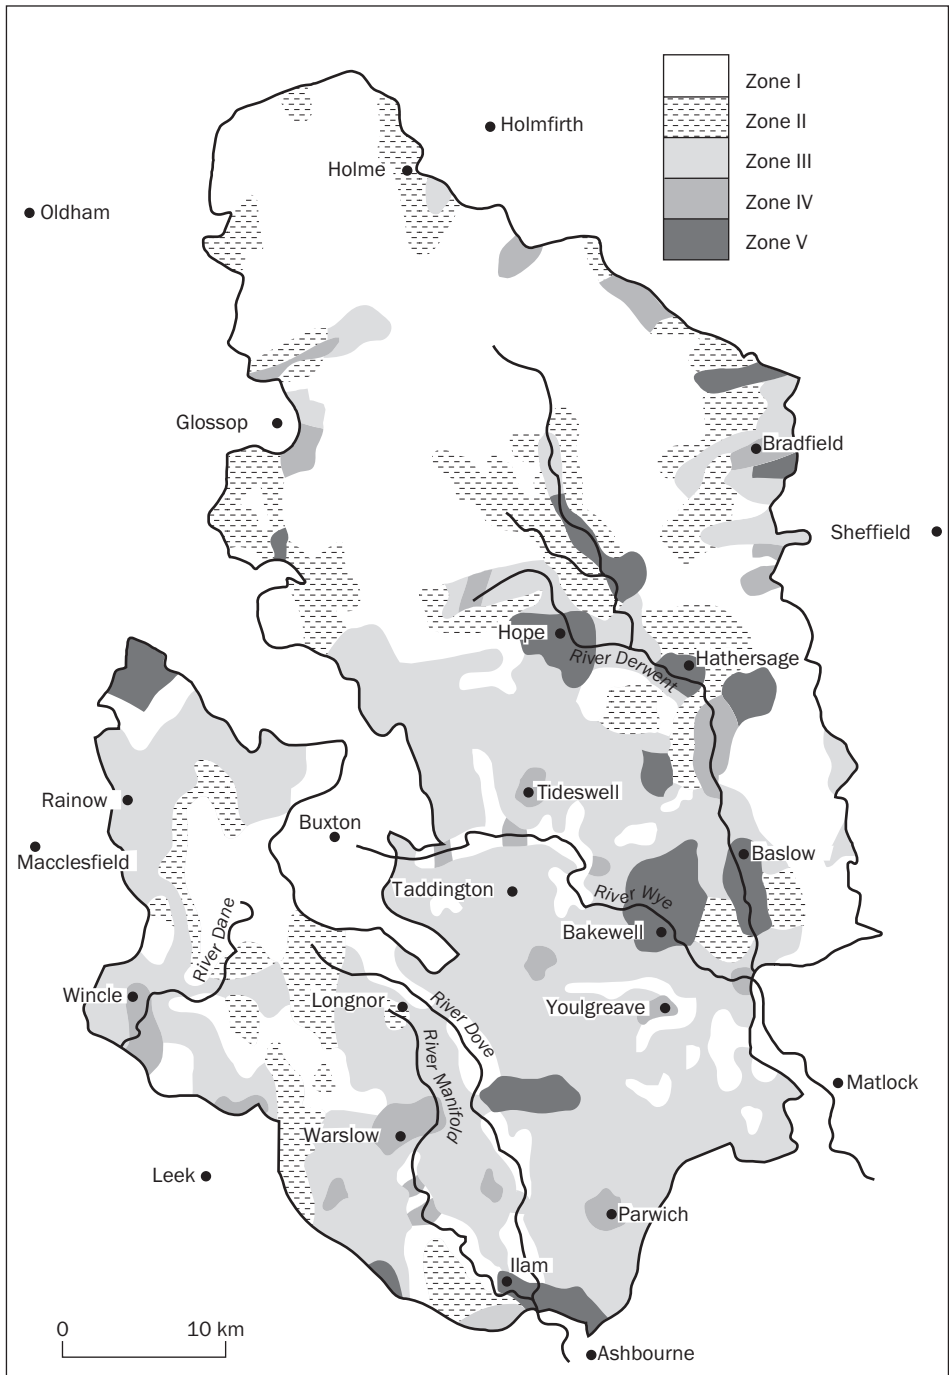 Zone I
Zone II
Zone III
Zone IV
Zone V
Holmfirth
Holme
Oldham
Glossop
Bradfield
Sheffield
Hope
River Derwent
Hathersage
Rainow
Tideswell
Buxton
Macclesfield
Baslow
Taddington
River Wye
River Dane
Bakewell
Wincle
Longnor
River Dove
Youlgreave
River Manifold
Matlock
Warslow
Leek
Parwich
Ilam
0 10 km
Ashbourne